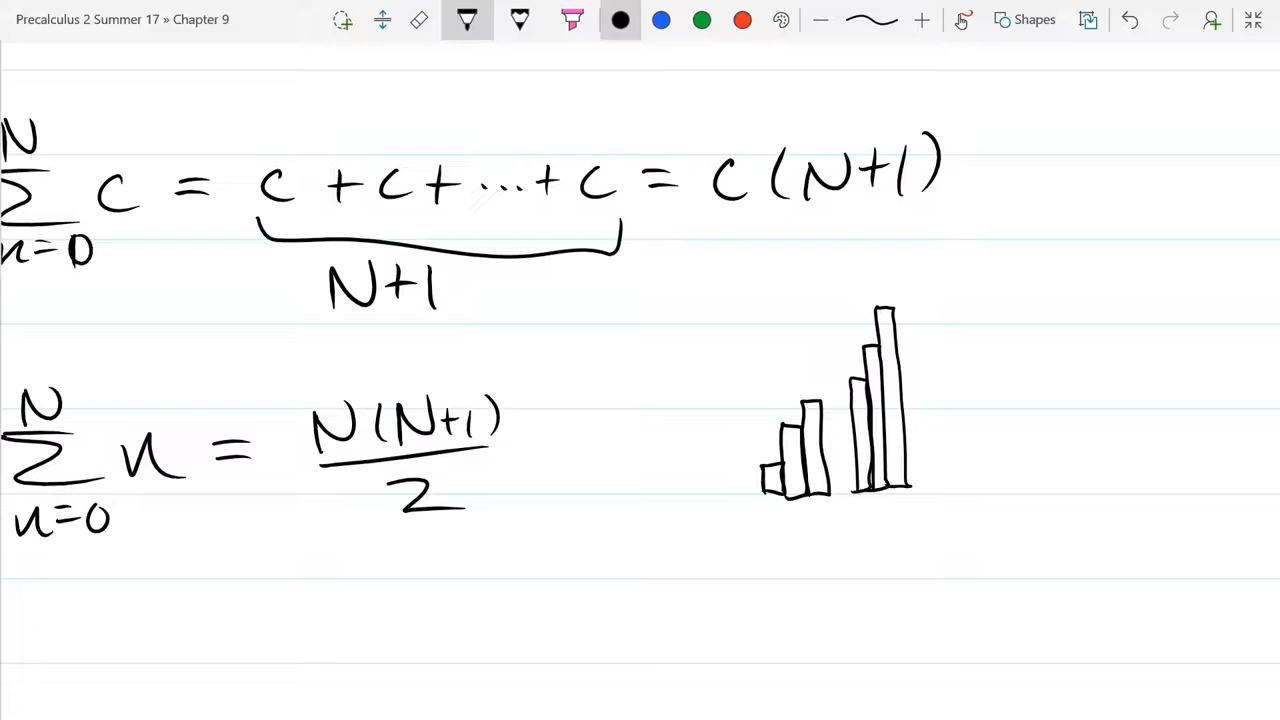 Precalculus 2 Summer 17 » Chapter 9 Shapes
N
∑ c = c + c + ... + c = c (N+1)
n=0
N+1
N
∑ n = N(N+1) / 2
n=0